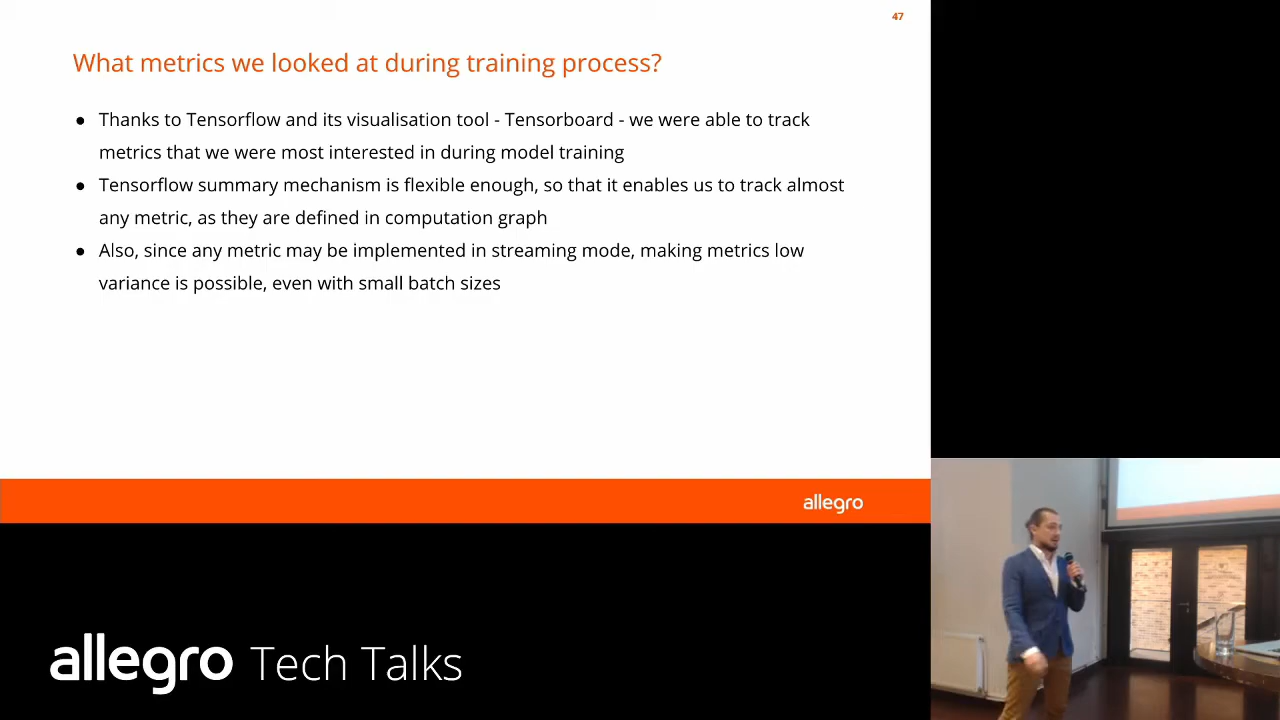 47
What metrics we looked at during training process?
● Thanks to Tensorflow and its visualisation tool - Tensorboard - we were able to track
metrics that we were most interested in during model training
● Tensorflow summary mechanism is flexible enough, so that it enables us to track almost
any metric, as they are defined in computation graph
● Also, since any metric may be implemented in streaming mode, making metrics low
variance is possible, even with small batch sizes
allegro
allegro Tech Talks